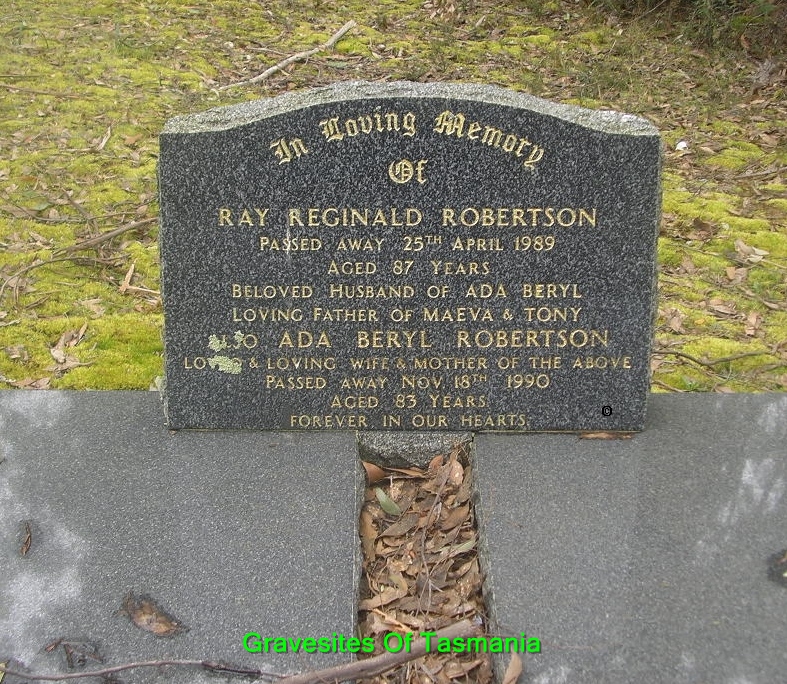 In Loving Memory
Of
RAY REGINALD ROBERTSON
PASSED AWAY 25TH APRIL 1989
AGED 87 YEARS
BELOVED HUSBAND OF ADA BERYL
LOVING FATHER OF MAEVA & TONY
ALSO ADA BERYL ROBERTSON
LOVED & LOVING WIFE & MOTHER OF THE ABOVE
PASSED AWAY NOV. 18TH 1990
AGED 83 YEARS
FOREVER IN OUR HEARTS.
Gravesites Of Tasmania